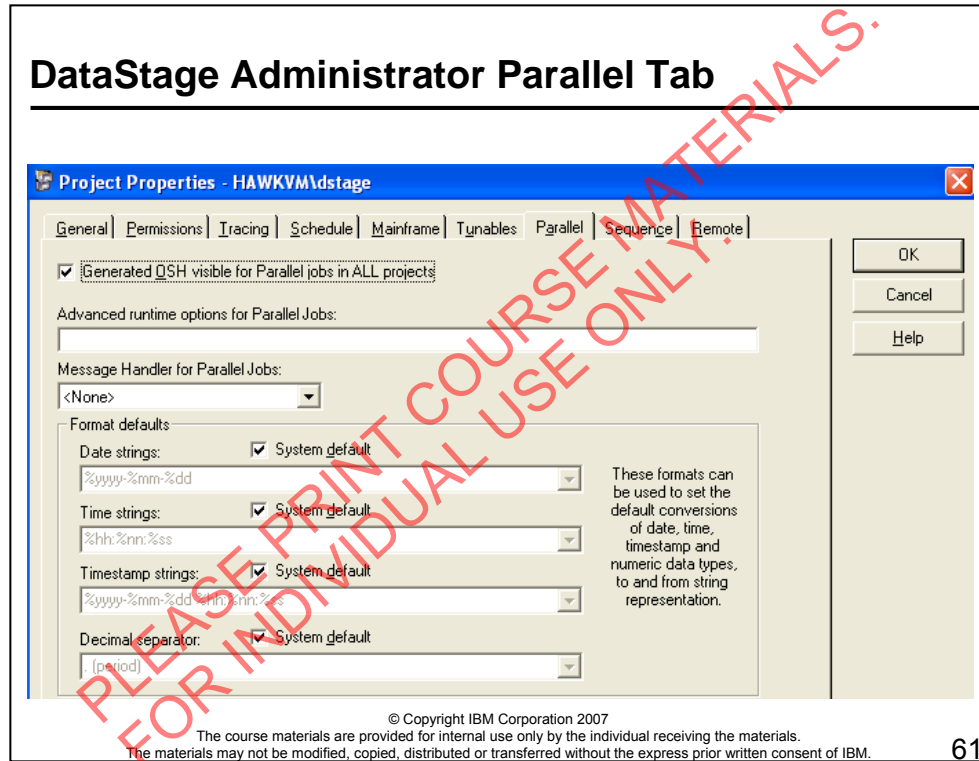 DataStage Administrator Parallel Tab
Project Properties - HAWKVM\dstage
General Permissions Tracing Schedule Mainframe Tunables Parallel Sequence Remote
Generated OSH visible for Parallel jobs in ALL projects
OK
Cancel
Help
Advanced runtime options for Parallel Jobs:
Message Handler for Parallel Jobs:
<None>
Format defaults
Date strings: System default
%yyyy-%mm-%dd
Time strings: System default
%hh:%nn:%ss
Timestamp strings: System default
%yyyy-%mm-%dd %hh:%nn:%ss
Decimal separator: System default
. (period)
These formats can
be used to set the
default conversions
of date, time,
timestamp and
numeric data types,
to and from string
representation.
PLEASE PRINT COURSE MATERIALS.
FOR INDIVIDUAL USE ONLY.
© Copyright IBM Corporation 2007
The course materials are provided for internal use only by the individual receiving the materials.
The materials may not be modified, copied, distributed or transferred without the express prior written consent of IBM.
61